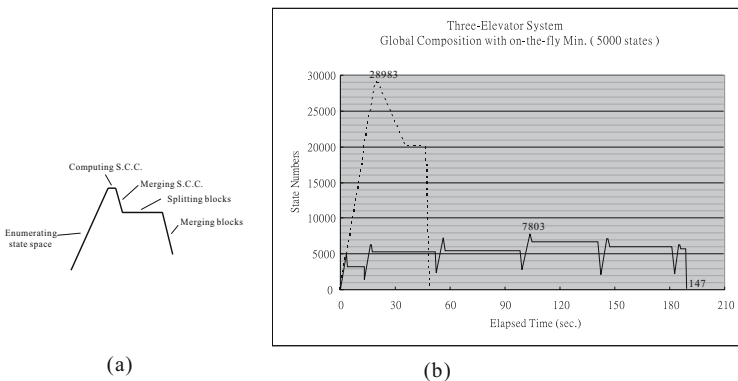 Computing S.C.C.
Merging S.C.C.
Splitting blocks
Enumerating
state space
Merging blocks
(a)
Three-Elevator System
Global Composition with on-the-fly Min. ( 5000 states )
State Numbers
30000
25000
20000
15000
10000
5000
0
28983
7803
147
0 30 60 90 120 150 180 210
Elapsed Time (sec.)
(b)